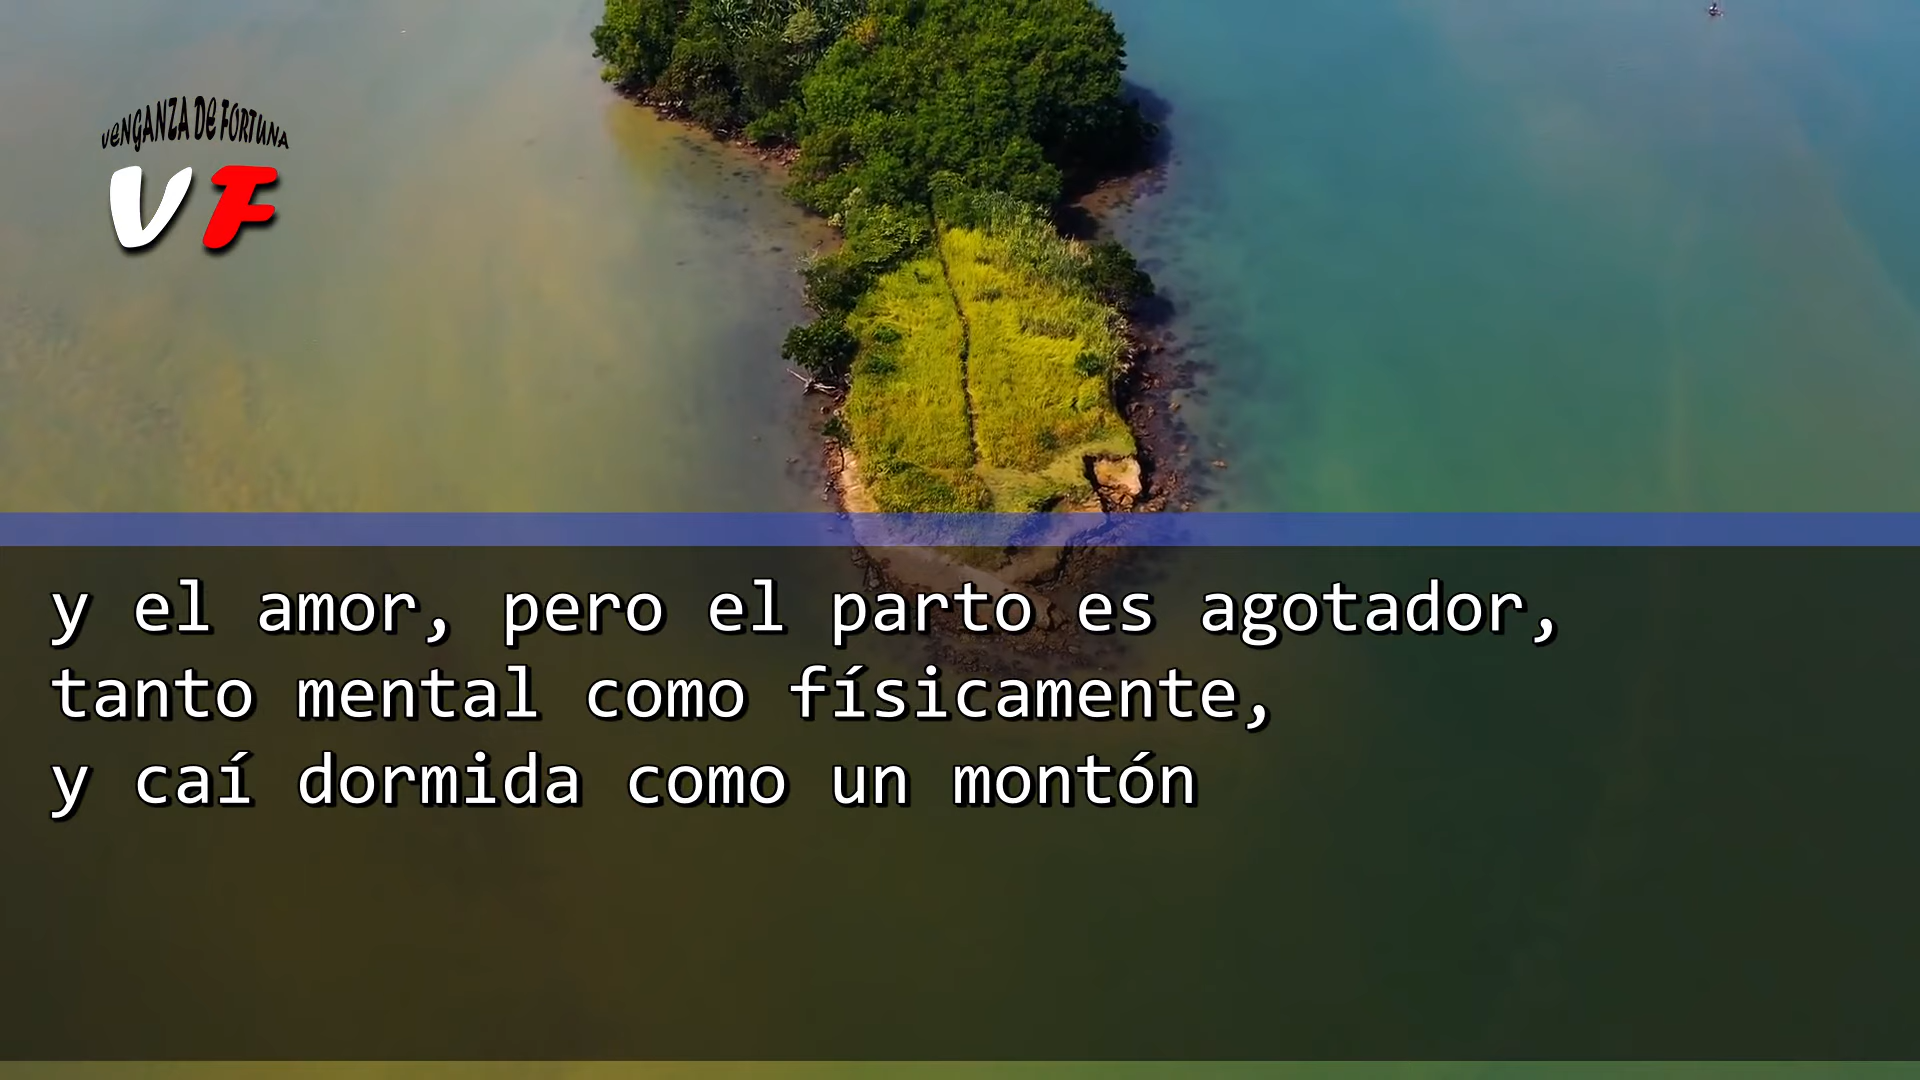 VENGANZA DE FORTUNA
VF
y el amor, pero el parto es agotador,
tanto mental como físicamente,
y caí dormida como un montón